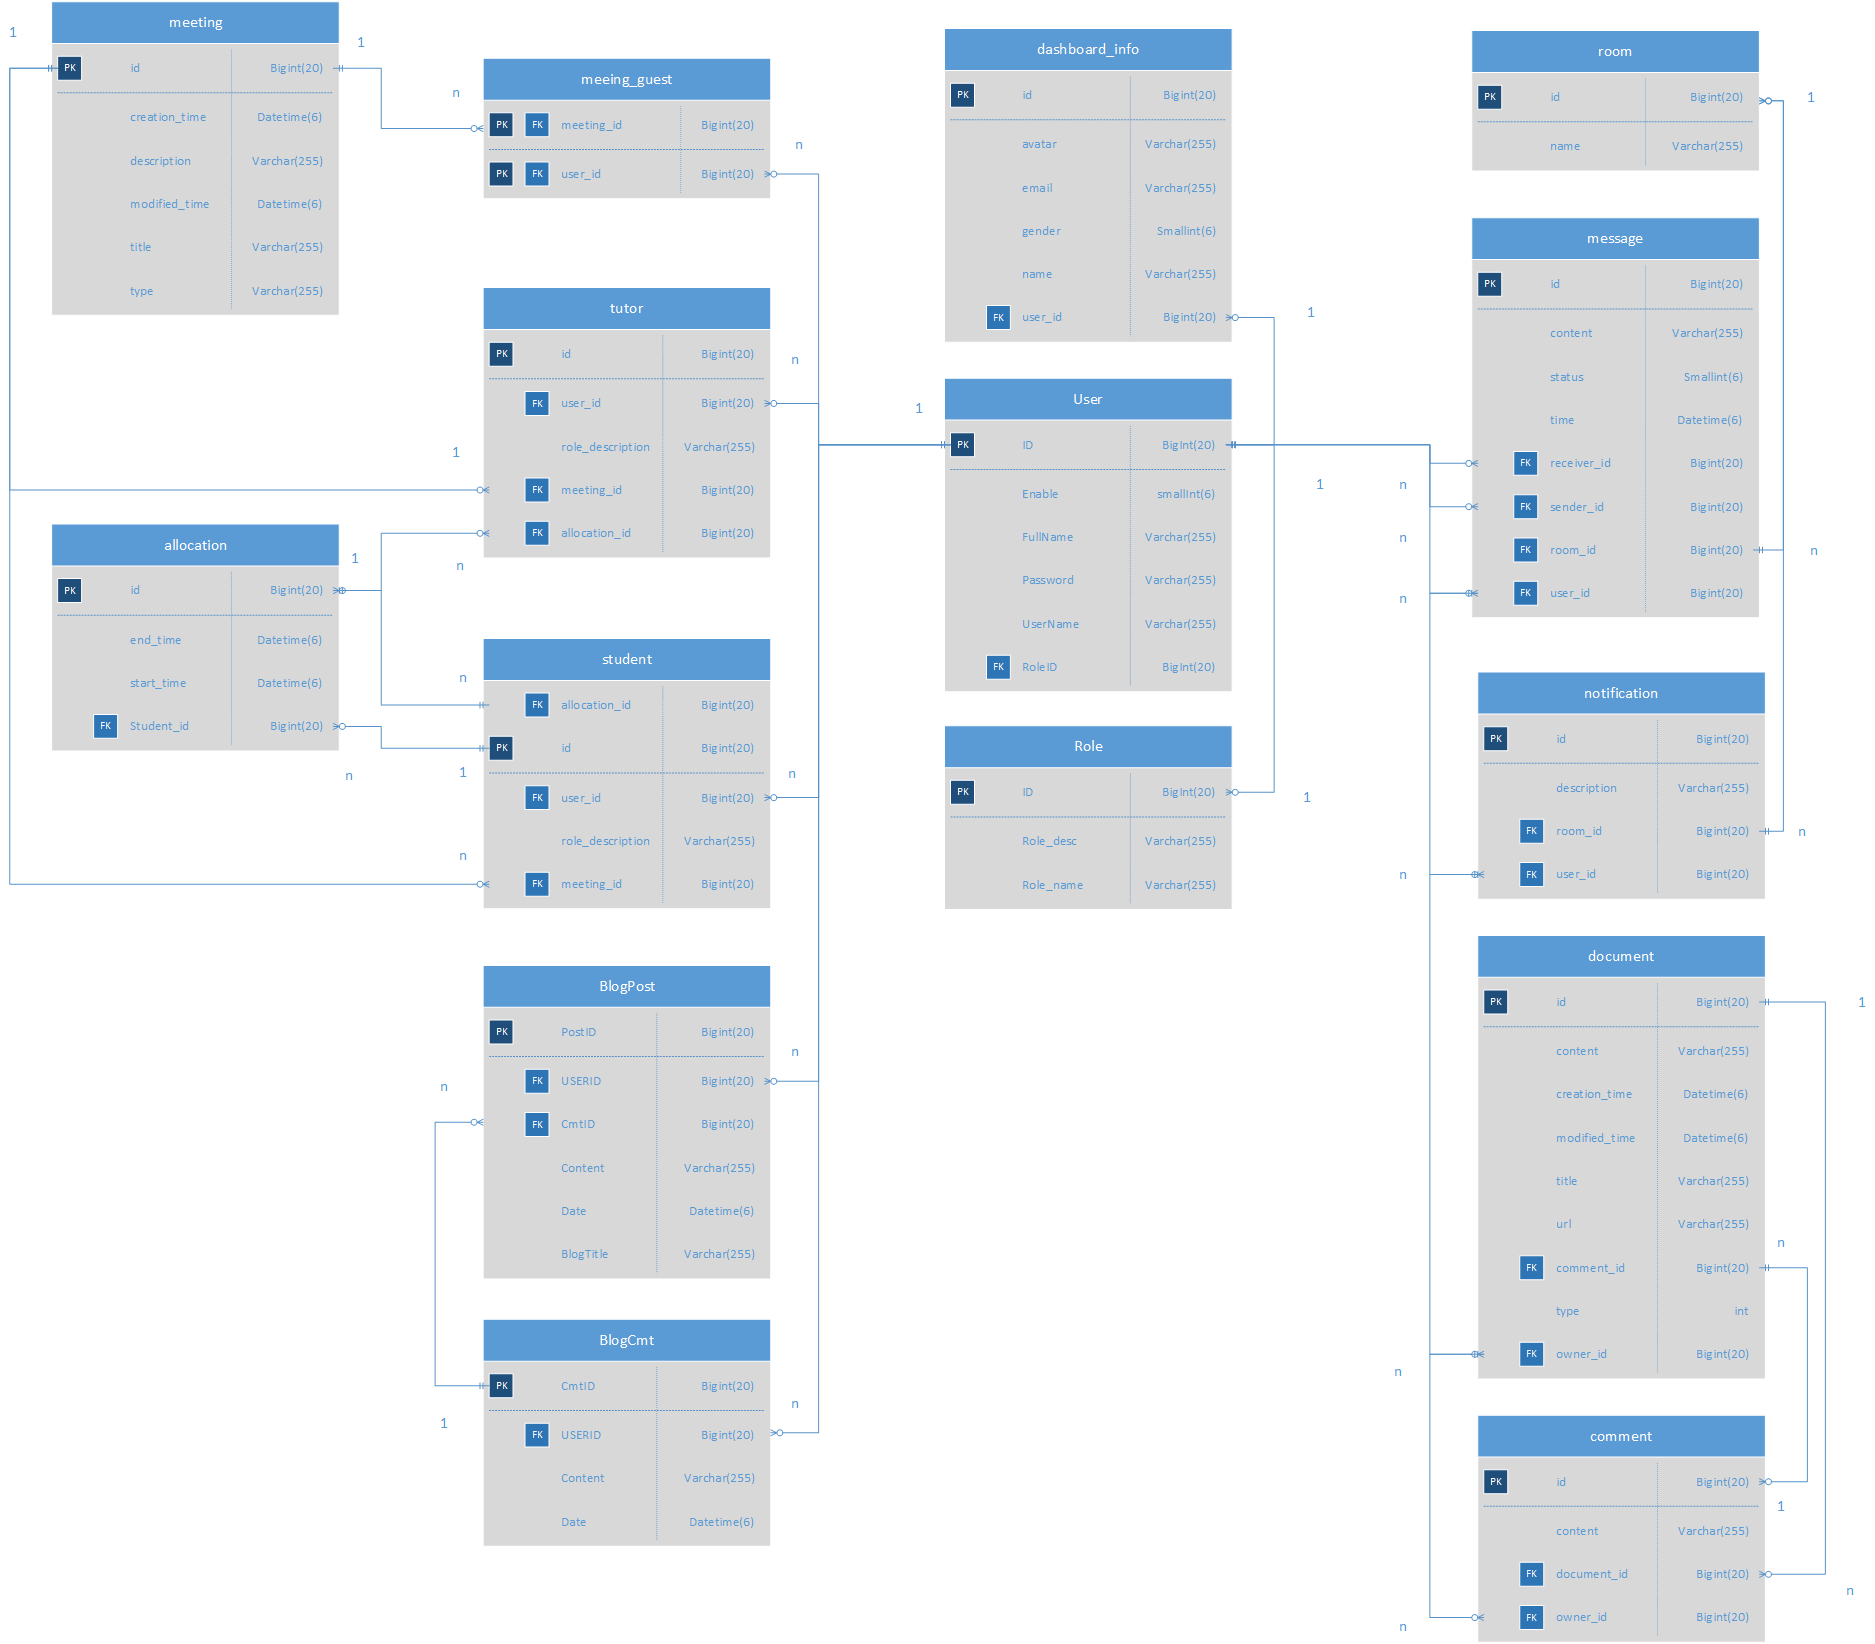 meeting
PK id Bigint(20)
creation_time Datetime(6)
description Varchar(255)
modified_time Datetime(6)
title Varchar(255)
type Varchar(255)
1
1
n
meeing_guest
PK FK meeting_id Bigint(20)
PK FK user_id Bigint(20)
n
tutor
PK id Bigint(20)
FK user_id Bigint(20)
role_description Varchar(255)
FK meeting_id Bigint(20)
FK allocation_id Bigint(20)
n
1
n
allocation
PK id Bigint(20)
end_time Datetime(6)
start_time Datetime(6)
FK Student_id Bigint(20)
1
n
student
FK allocation_id Bigint(20)
PK id Bigint(20)
FK user_id Bigint(20)
role_description Varchar(255)
FK meeting_id Bigint(20)
n
1
n
n
BlogPost
PK PostID Bigint(20)
FK USERID Bigint(20)
FK CmtID Bigint(20)
Content Varchar(255)
Date Datetime(6)
BlogTitle Varchar(255)
n
n
BlogCmt
PK CmtID Bigint(20)
FK USERID Bigint(20)
Content Varchar(255)
Date Datetime(6)
n
1
dashboard_info
PK id Bigint(20)
avatar Varchar(255)
email Varchar(255)
gender Smallint(6)
name Varchar(255)
FK user_id Bigint(20)
1
User
PK ID BigInt(20)
Enable smallInt(6)
FullName Varchar(255)
Password Varchar(255)
UserName Varchar(255)
FK RoleID BigInt(20)
1
1
Role
PK ID BigInt(20)
Role_desc Varchar(255)
Role_name Varchar(255)
1
room
PK id Bigint(20)
name Varchar(255)
1
message
PK id Bigint(20)
content Varchar(255)
status Smallint(6)
time Datetime(6)
FK receiver_id Bigint(20)
FK sender_id Bigint(20)
FK room_id Bigint(20)
FK user_id Bigint(20)
n
n
n
n
notification
PK id Bigint(20)
description Varchar(255)
FK room_id Bigint(20)
FK user_id Bigint(20)
n
n
document
PK id Bigint(20)
content Varchar(255)
creation_time Datetime(6)
modified_time Datetime(6)
title Varchar(255)
url Varchar(255)
FK comment_id Bigint(20)
type int
FK owner_id Bigint(20)
1
n
n
comment
PK id Bigint(20)
content Varchar(255)
FK document_id Bigint(20)
FK owner_id Bigint(20)
1
n
n